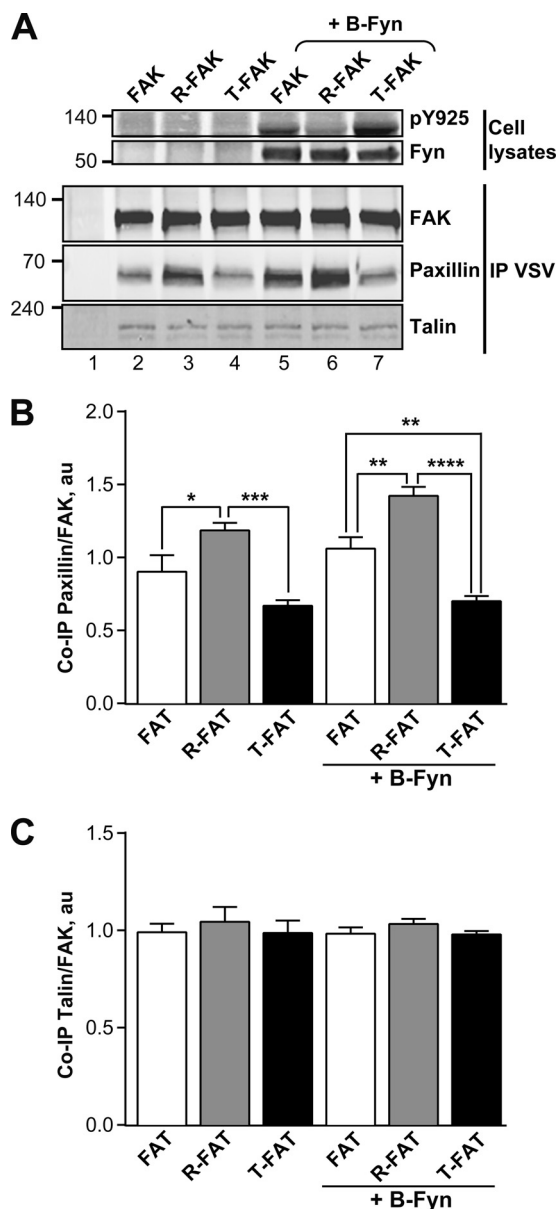 A
+ B-Fyn
FAK R-FAK T-FAK FAK R-FAK T-FAK
140 pY925
50 Fyn
Cell lysates
140 FAK
70 Paxillin IP VSV
240 Talin
1 2 3 4 5 6 7
B
Co-IP Paxillin/FAK, au
2.0
1.5
1.0
0.5
0.0
* *** ** **** **
FAT R-FAT T-FAT FAT R-FAT T-FAT
+ B-Fyn
C
Co-IP Talin/FAK, au
1.5
1.0
0.5
0.0
FAT R-FAT T-FAT FAT R-FAT T-FAT
+ B-Fyn